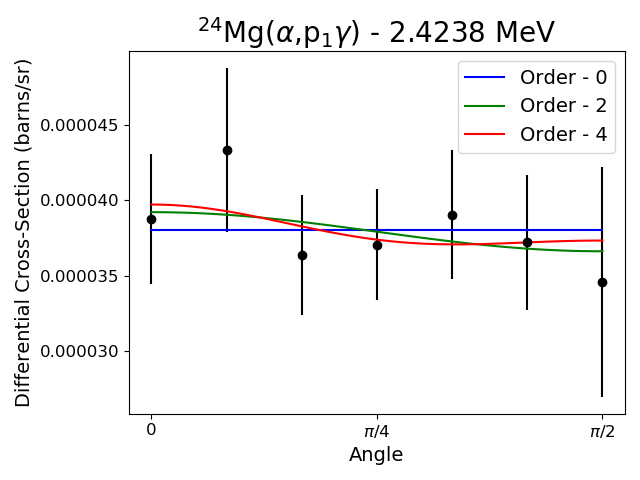 ²⁴Mg(α,p₁γ) - 2.4238 MeV
Order - 0
Order - 2
Order - 4
Differential Cross-Section (barns/sr)
0.000045
0.000040
0.000035
0.000030
0
π/4
π/2
Angle